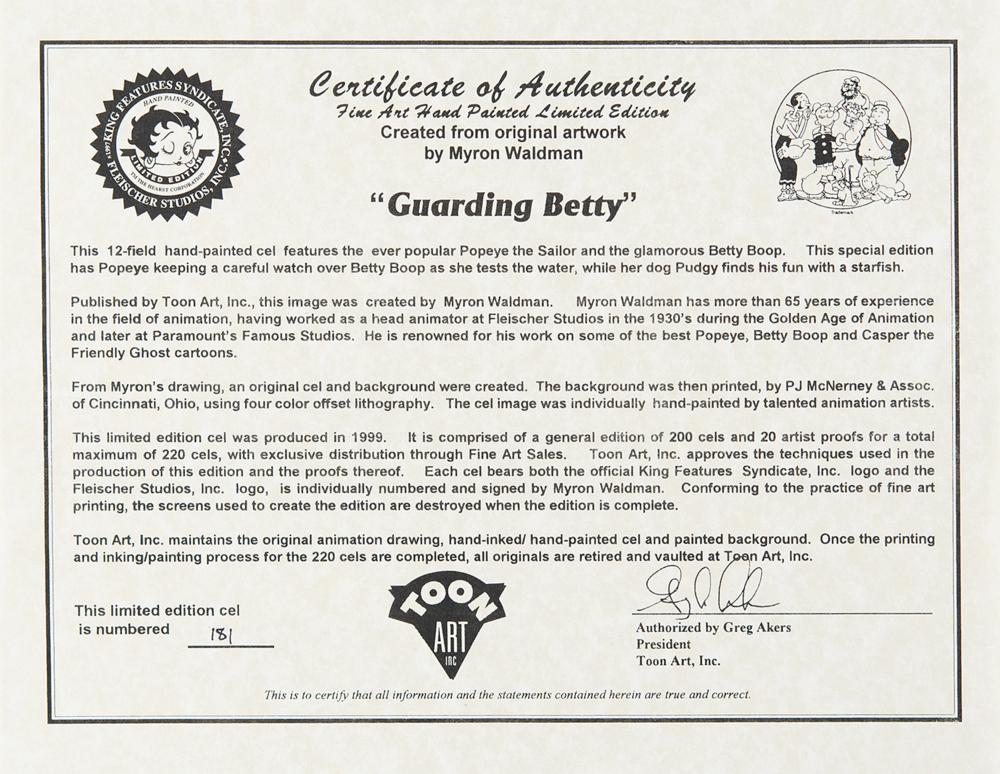 ©1997 KING FEATURES SYNDICATE, INC.
HAND PAINTED
LIMITED EDITION
TM THE HEARST CORPORATION
FLEISCHER STUDIOS, INC.
Certificate of Authenticity
Fine Art Hand Painted Limited Edition
Created from original artwork
by Myron Waldman
Trademark
“Guarding Betty”
This 12-field hand-painted cel features the ever popular Popeye the Sailor and the glamorous Betty Boop. This special edition
has Popeye keeping a careful watch over Betty Boop as she tests the water, while her dog Pudgy finds his fun with a starfish.
Published by Toon Art, Inc., this image was created by Myron Waldman. Myron Waldman has more than 65 years of experience
in the field of animation, having worked as a head animator at Fleischer Studios in the 1930’s during the Golden Age of Animation
and later at Paramount’s Famous Studios. He is renowned for his work on some of the best Popeye, Betty Boop and Casper the
Friendly Ghost cartoons.
From Myron’s drawing, an original cel and background were created. The background was then printed, by PJ McNerney & Assoc.
of Cincinnati, Ohio, using four color offset lithography. The cel image was individually hand-painted by talented animation artists.
This limited edition cel was produced in 1999. It is comprised of a general edition of 200 cels and 20 artist proofs for a total
maximum of 220 cels, with exclusive distribution through Fine Art Sales. Toon Art, Inc. approves the techniques used in the
production of this edition and the proofs thereof. Each cel bears both the official King Features Syndicate, Inc. logo and the
Fleischer Studios, Inc. logo, is individually numbered and signed by Myron Waldman. Conforming to the practice of fine art
printing, the screens used to create the edition are destroyed when the edition is complete.
Toon Art, Inc. maintains the original animation drawing, hand-inked/ hand-painted cel and painted background. Once the printing
and inking/painting process for the 220 cels are completed, all originals are retired and vaulted at Toon Art, Inc.
This limited edition cel
is numbered 181
TOON
ART
INC
Authorized by Greg Akers
President
Toon Art, Inc.
This is to certify that all information and the statements contained herein are true and correct.